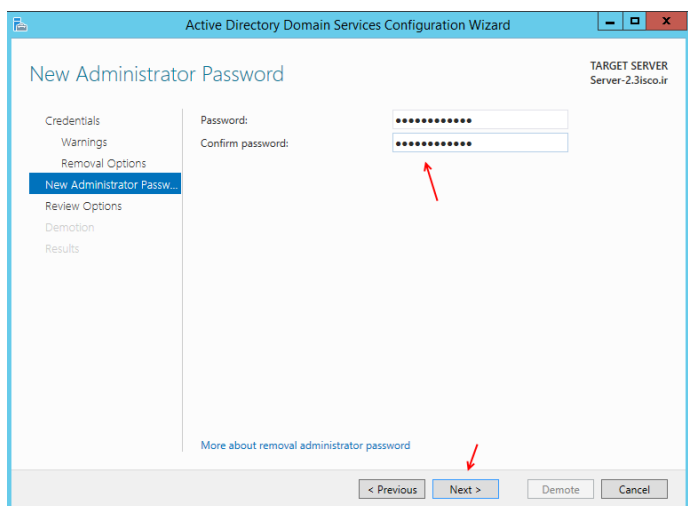 Active Directory Domain Services Configuration Wizard
New Administrator Password
TARGET SERVER
Server-2.3isco.ir
Credentials
Warnings
Removal Options
New Administrator Passw...
Review Options
Demotion
Results
Password: ••••••••••••
Confirm password: ••••••••••••
More about removal administrator password
< Previous Next > Demote Cancel